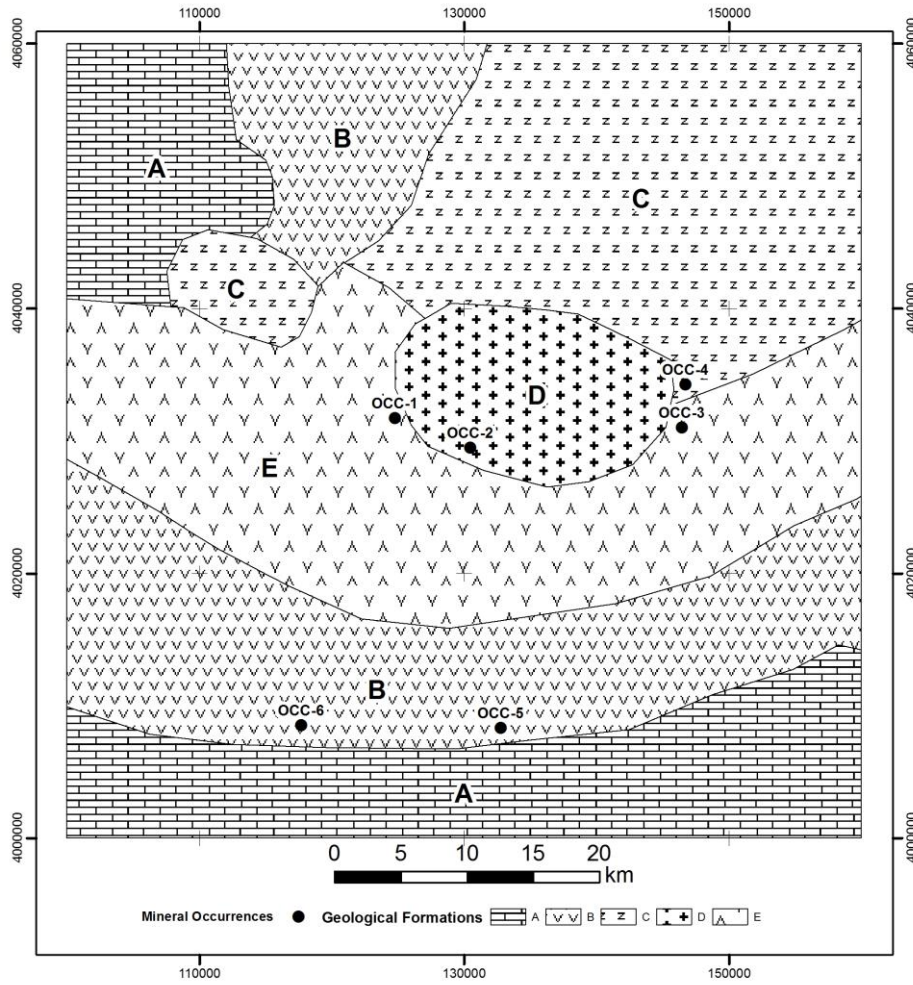 110000 130000 150000
4060000 4060000
B
A
C
C
4040000 4040000
OCC-4
D
OCC-1
OCC-3
OCC-2
E
4020000 4020000
B
OCC-6 OCC-5
A
4000000 4000000
0 5 10 15 20
km
Mineral Occurrences Geological Formations A B C D E
110000 130000 150000